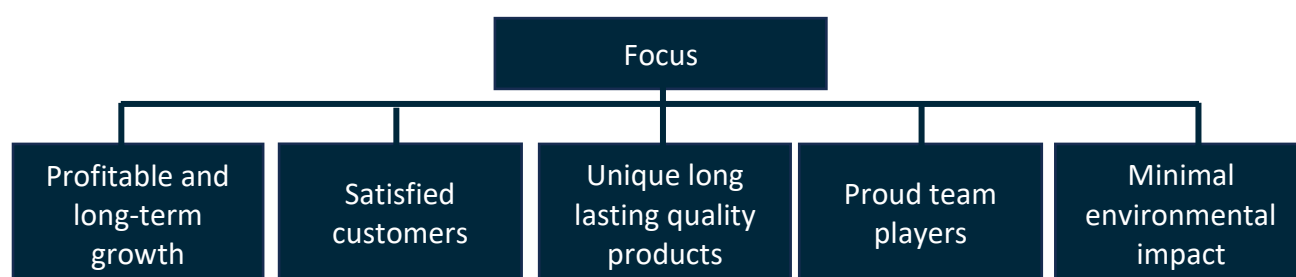 Focus
Profitable and
long-term
growth
Satisfied
customers
Unique long
lasting quality
products
Proud team
players
Minimal
environmental
impact